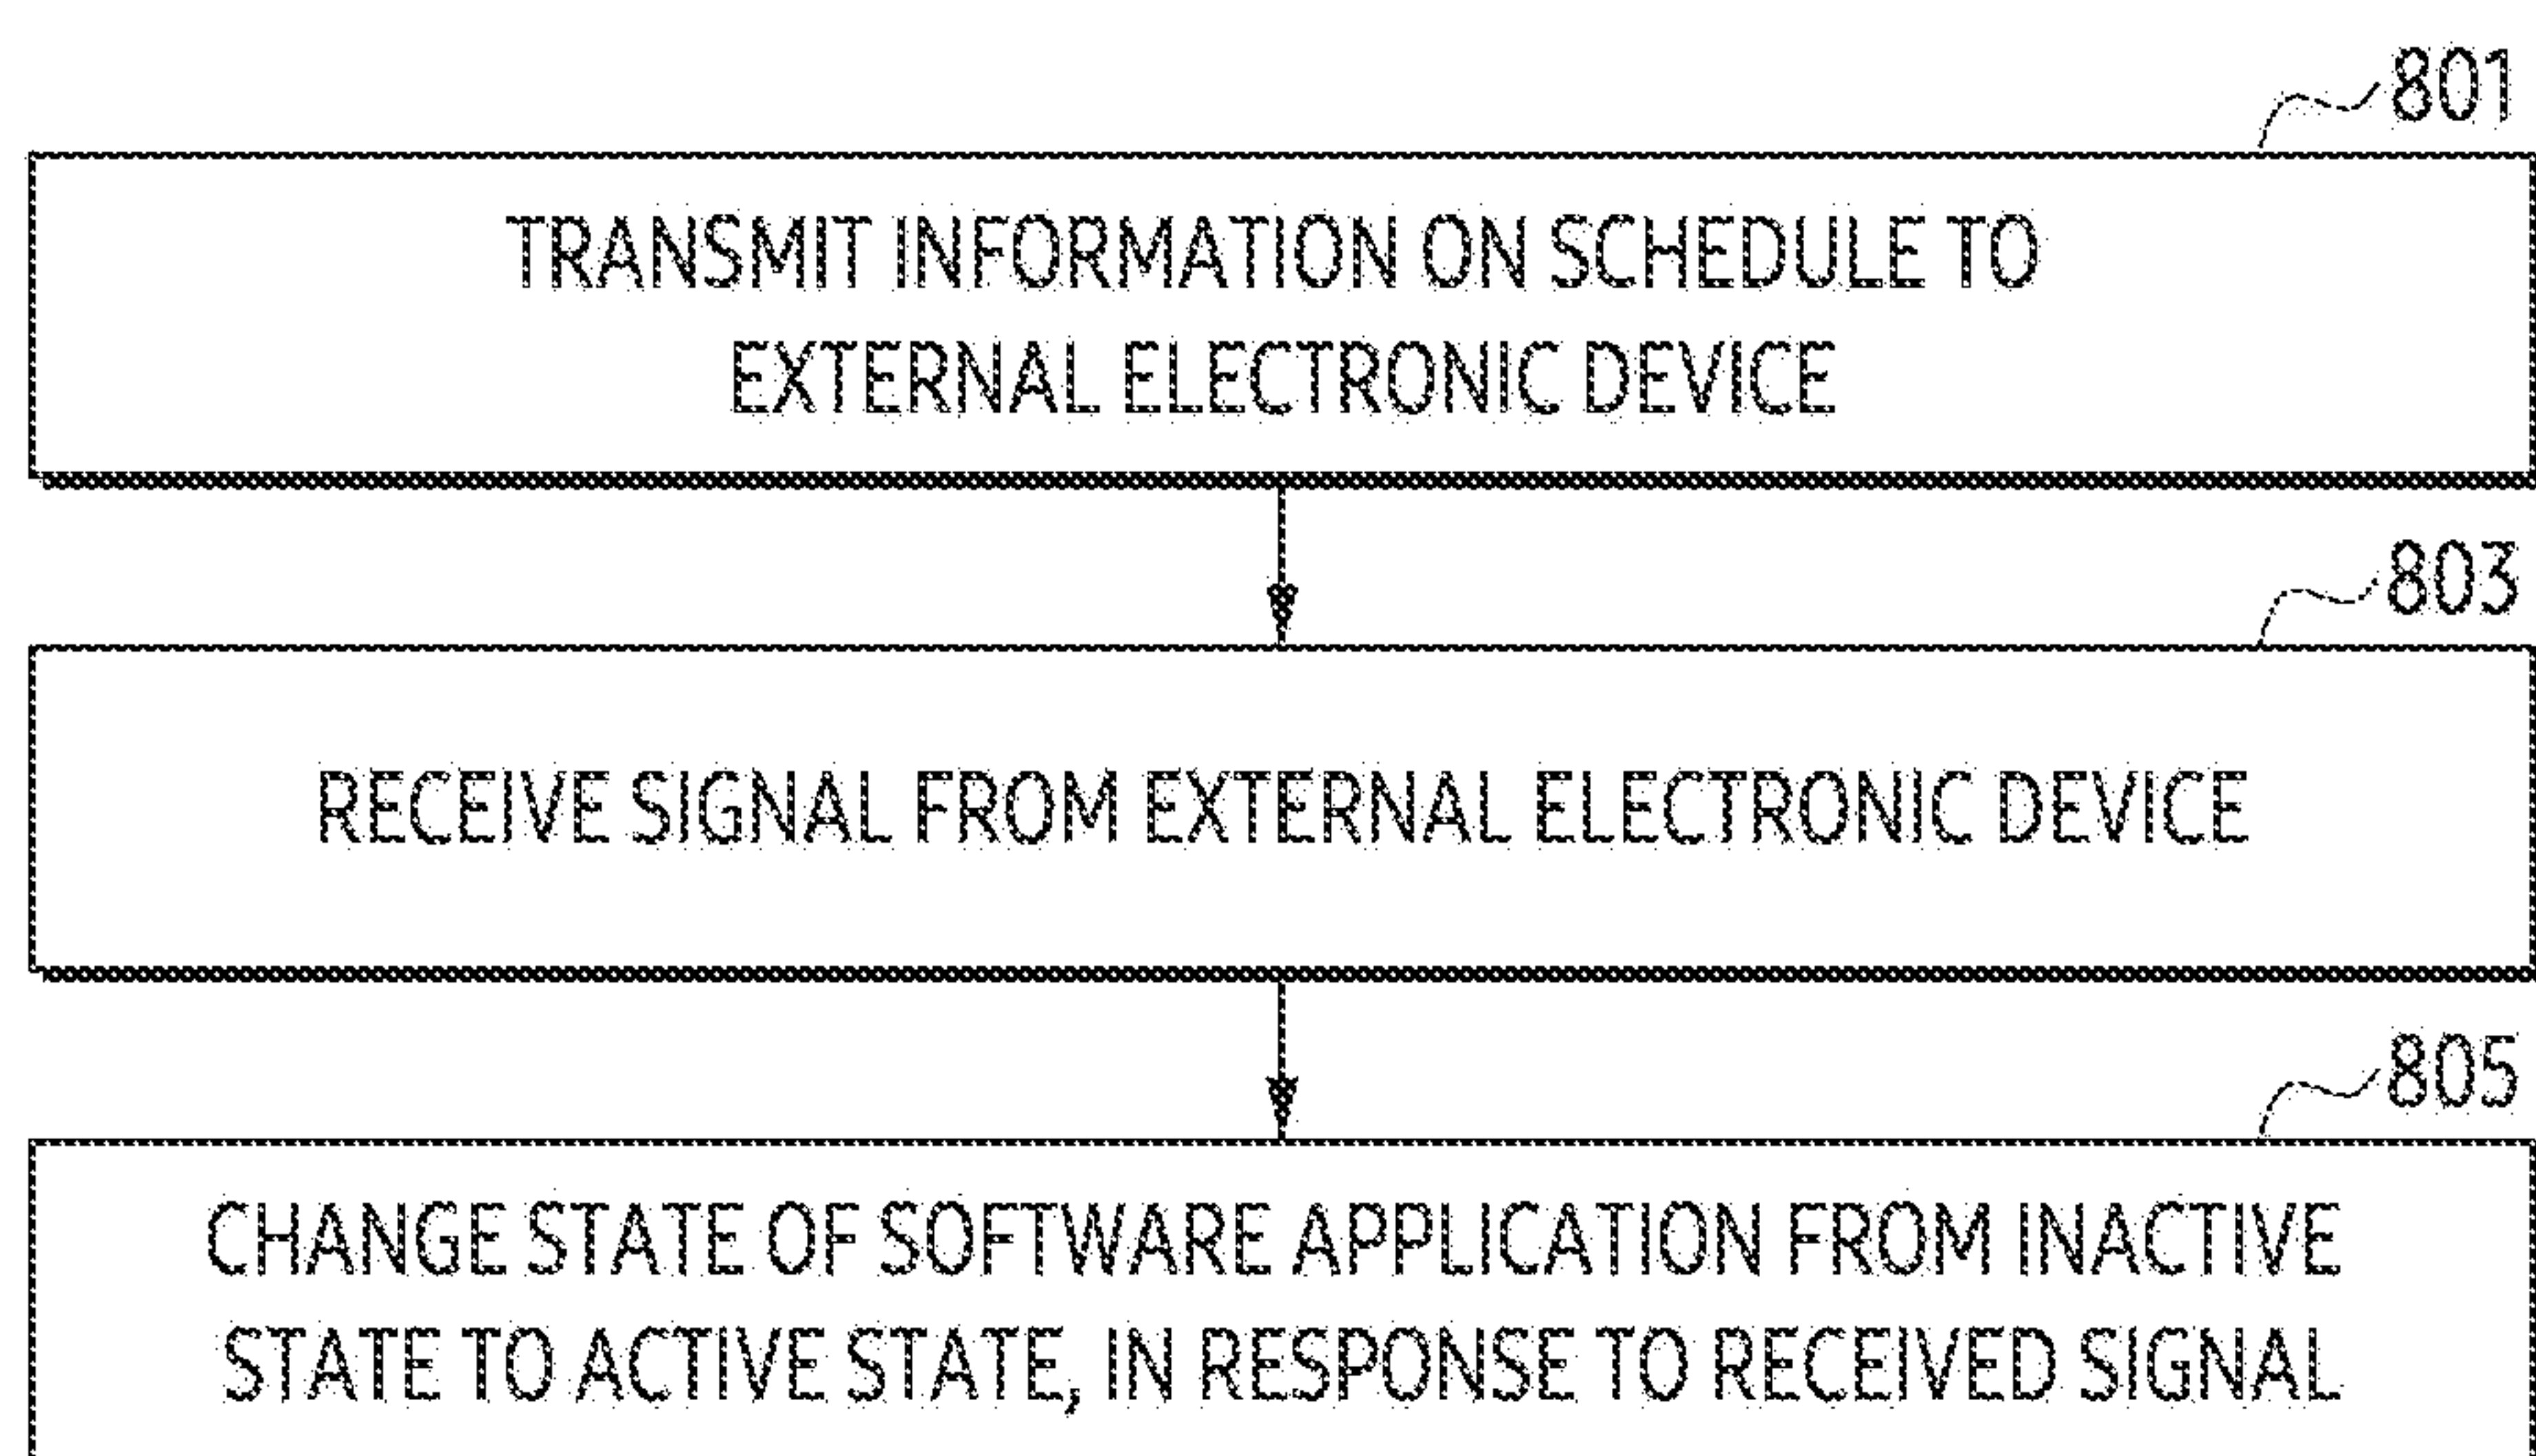 801
TRANSMIT INFORMATION ON SCHEDULE TO
EXTERNAL ELECTRONIC DEVICE
803
RECEIVE SIGNAL FROM EXTERNAL ELECTRONIC DEVICE
805
CHANGE STATE OF SOFTWARE APPLICATION FROM INACTIVE
STATE TO ACTIVE STATE, IN RESPONSE TO RECEIVED SIGNAL